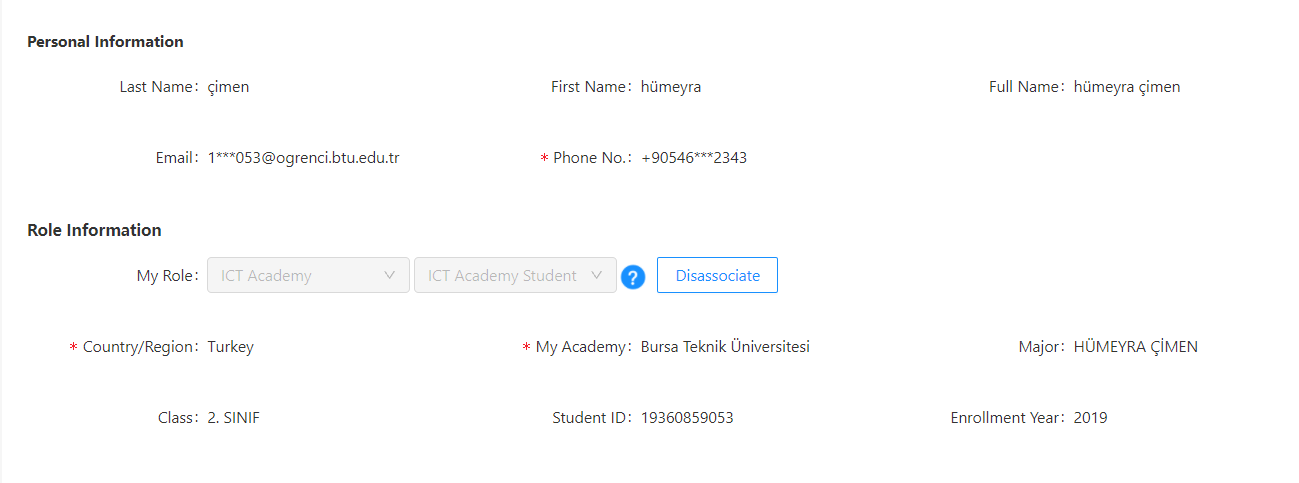 Personal Information
Last Name: çimen First Name: hümeyra Full Name: hümeyra çimen
Email: 1***053@ogrenci.btu.edu.tr * Phone No.: +90546***2343
Role Information
My Role: ICT Academy ICT Academy Student ? Disassociate
* Country/Region: Turkey * My Academy: Bursa Teknik Üniversitesi Major: HÜMEYRA ÇİMEN
Class: 2. SINIF Student ID: 19360859053 Enrollment Year: 2019